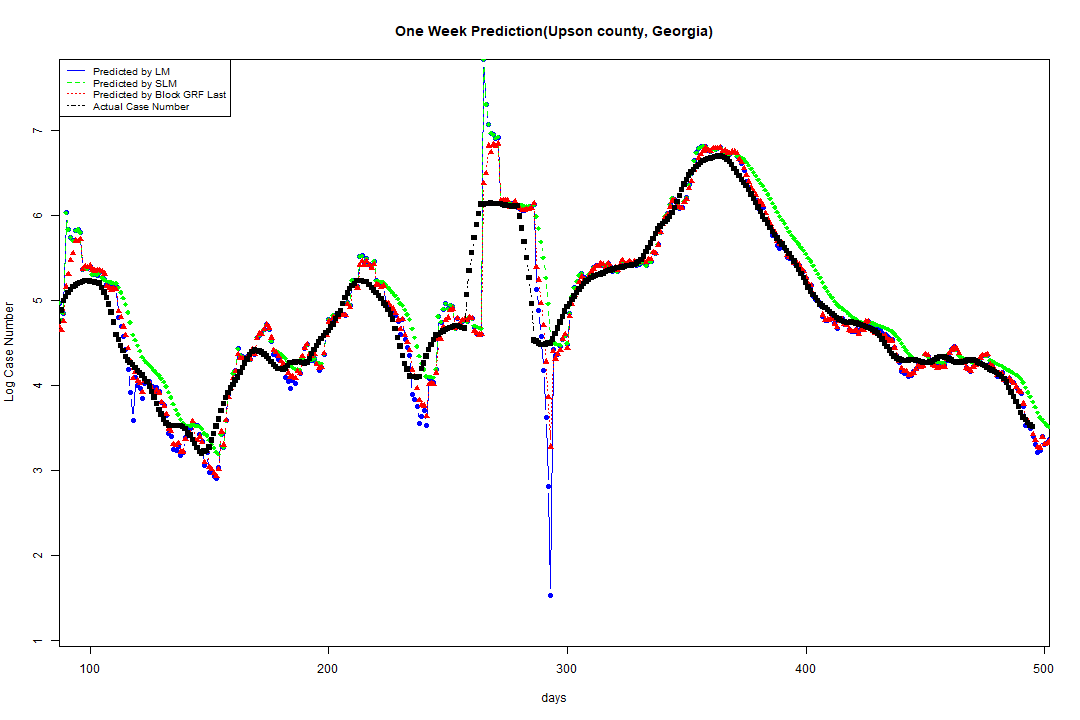 One Week Prediction(Upson county, Georgia)
Predicted by LM
Predicted by SLM
Predicted by Block GRF Last
Actual Case Number
Log Case Number
7
6
5
4
3
2
1
100 200 300 400 500
days